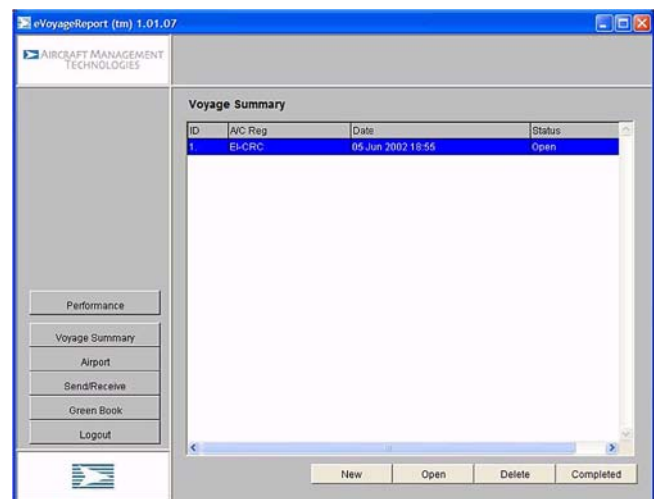 eVoyageReport (tm) 1.01.07
AIRCRAFT MANAGEMENT
TECHNOLOGIES
Voyage Summary
ID A/C Reg Date Status
1. EI-CRC 05 Jun 2002 18:55 Open
Performance
Voyage Summary
Airport
Send/Receive
Green Book
Logout
New Open Delete Completed